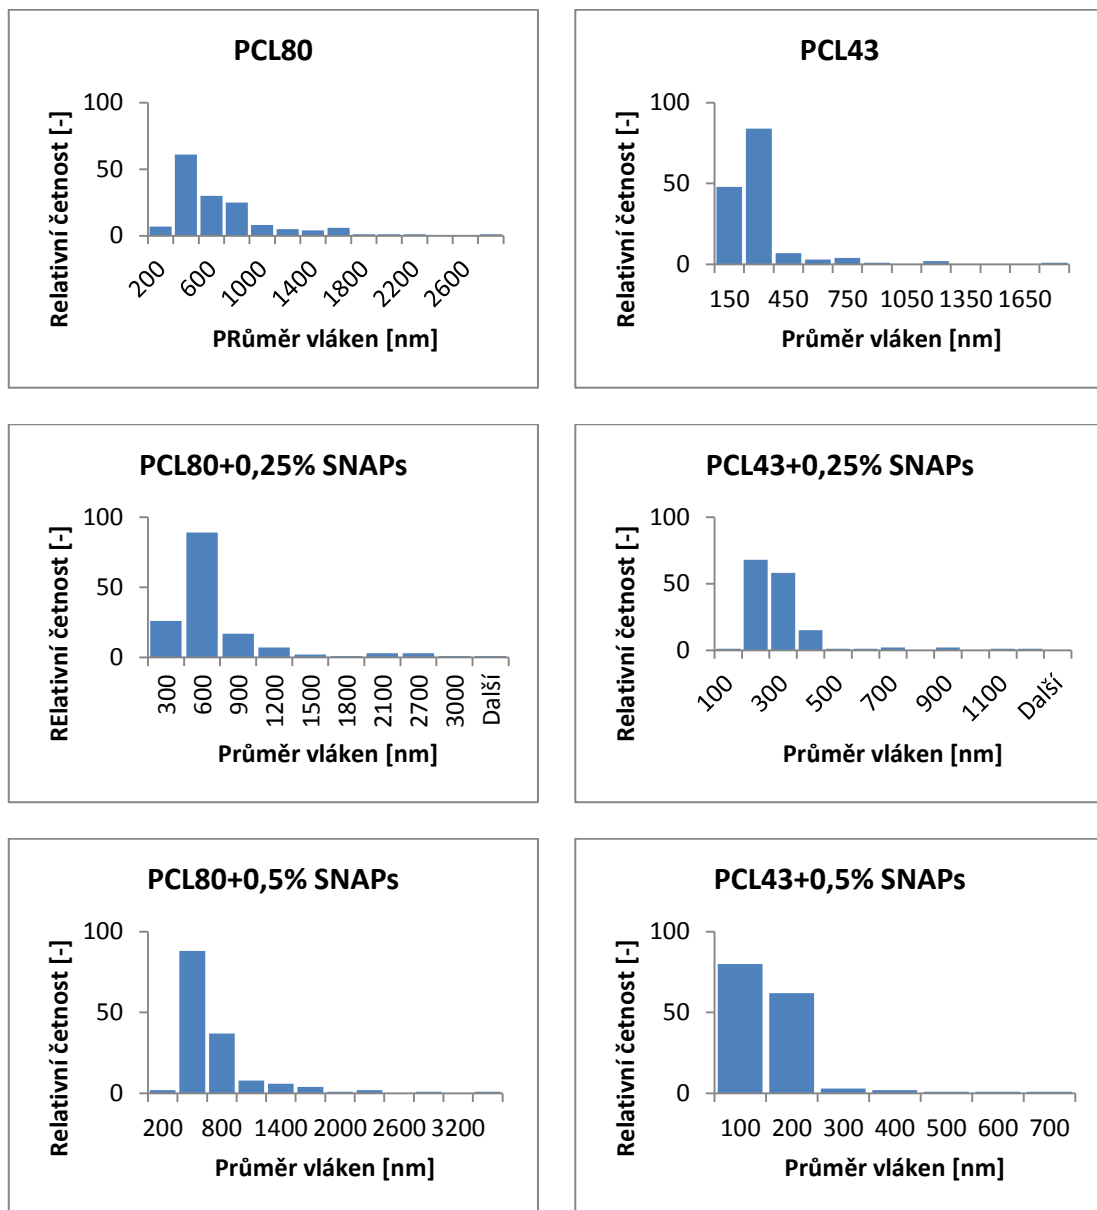 PCL80
Relativní četnost [-]
100
50
0
200
600
1000
1400
1800
2200
2600
PRůměr vláken [nm]
PCL43
Relativní četnost [-]
100
50
0
150 450 750 1050 1350 1650
Průměr vláken [nm]
PCL80+0,25% SNAPs
RElativní četnost [-]
100
50
0
300
600
900
1200
1500
1800
2100
2700
3000
Další
Průměr vláken [nm]
PCL43+0,25% SNAPs
Relativní četnost [-]
100
50
0
100
300
500
700
900
1100
Další
Průměr vláken [nm]
PCL80+0,5% SNAPs
Relativní četnost [-]
100
50
0
200 800 1400 2000 2600 3200
Průměr vláken [nm]
PCL43+0,5% SNAPs
Relativní četnost [-]
100
50
0
100 200 300 400 500 600 700
Průměr vláken [nm]